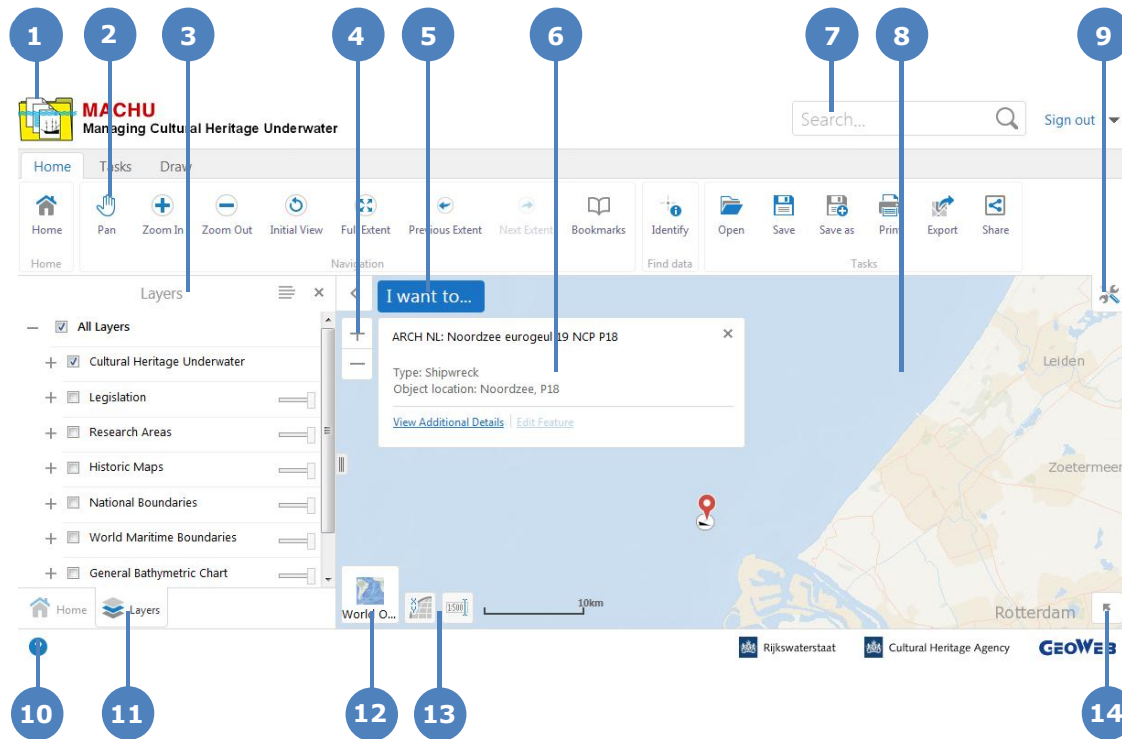 1 2 3 4 5 6 7 8 9
MACHU
Managing Cultural Heritage Underwater
Search...
Sign out
Home Tasks Draw
Home Pan Zoom In Zoom Out Initial View Full Extent Previous Extent Next Extent Bookmarks Identify Open Save Save as Print Export Share
Home Navigation Find data Tasks
Layers
I want to...
All Layers
Cultural Heritage Underwater
Legislation
Research Areas
Historic Maps
National Boundaries
World Maritime Boundaries
General Bathymetric Chart
ARCH NL: Noordzee eurogeul 19 NCP P18
Type: Shipwreck
Object location: Noordzee, P18
View Additional Details | Edit Feature
Leiden
Zoetermeer
Rotterdam
World O...
1500
10km
Home Layers
Rijkswaterstaat
Cultural Heritage Agency
GEOWEB
10 11 12 13 14